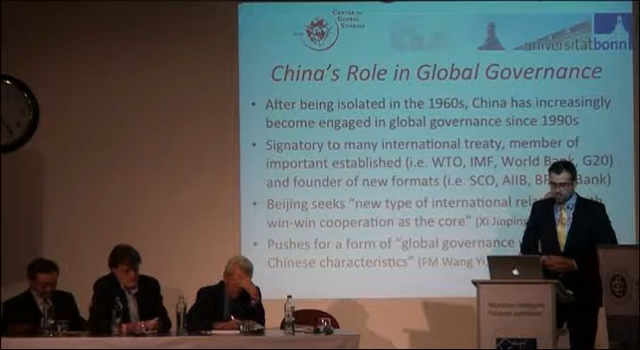 CENTER OF
GLOBAL
STUDIES
universitätbonn
China's Role in Global Governance
• After being isolated in the 1960s, China has increasingly
become engaged in global governance since 1990s
• Signatory to many international treaty, member of
important established (i.e. WTO, IMF, World Bank, G20)
and founder of new formats (i.e. SCO, AIIB, Bank)
• Beijing seeks "new type of international
win-win cooperation as the core" (Xi Jinping
• Pushes for a form of "global governance
Chinese characteristics" (FM Wang Yi,